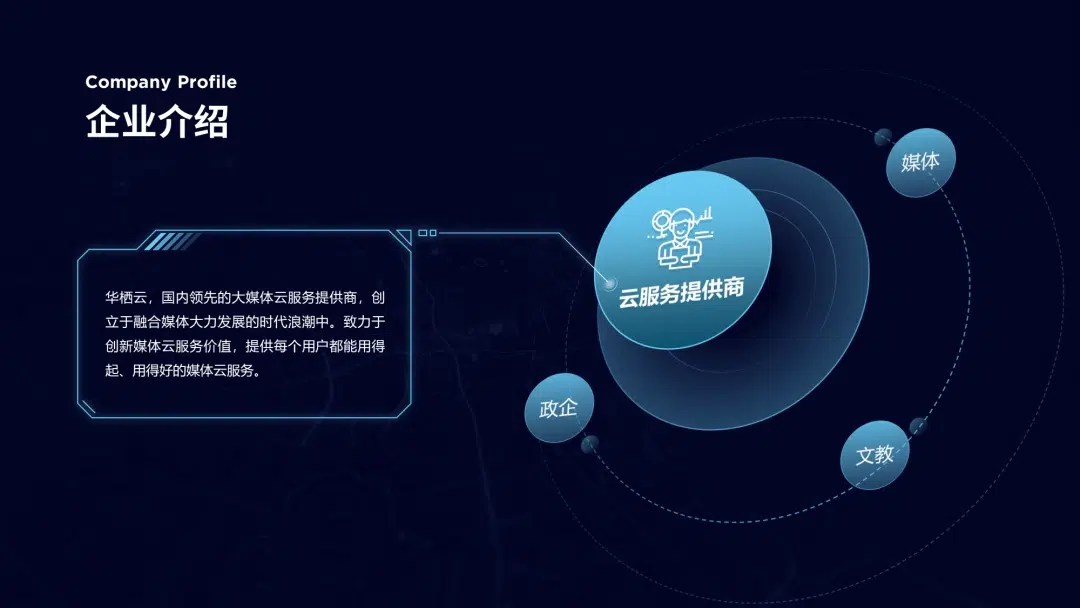 Company Profile
企业介绍
华栖云，国内领先的大媒体云服务提供商，创
立于融合媒体大力发展的时代浪潮中。致力于
创新媒体云服务价值，提供每个用户都能用得
起、用得好的媒体云服务。
云服务提供商
媒体
政企
文教